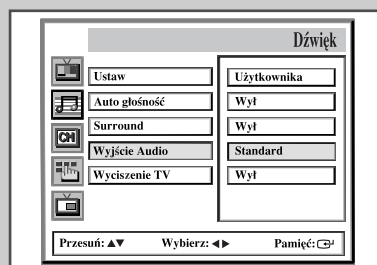 Dźwięk
Ustaw Użytkownika
Auto głośność Wył
Surround Wył
Wyjście Audio Standard
Wyciszenie TV Wył
CH
Przesuń: ▲▼ Wybierz: ◀▶ Pamięć: